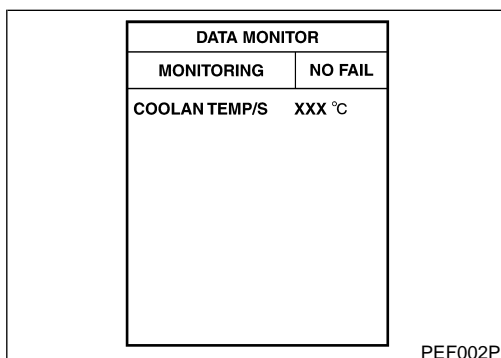 DATA MONITOR
MONITORING NO FAIL
COOLAN TEMP/S XXX °C
PEF002P